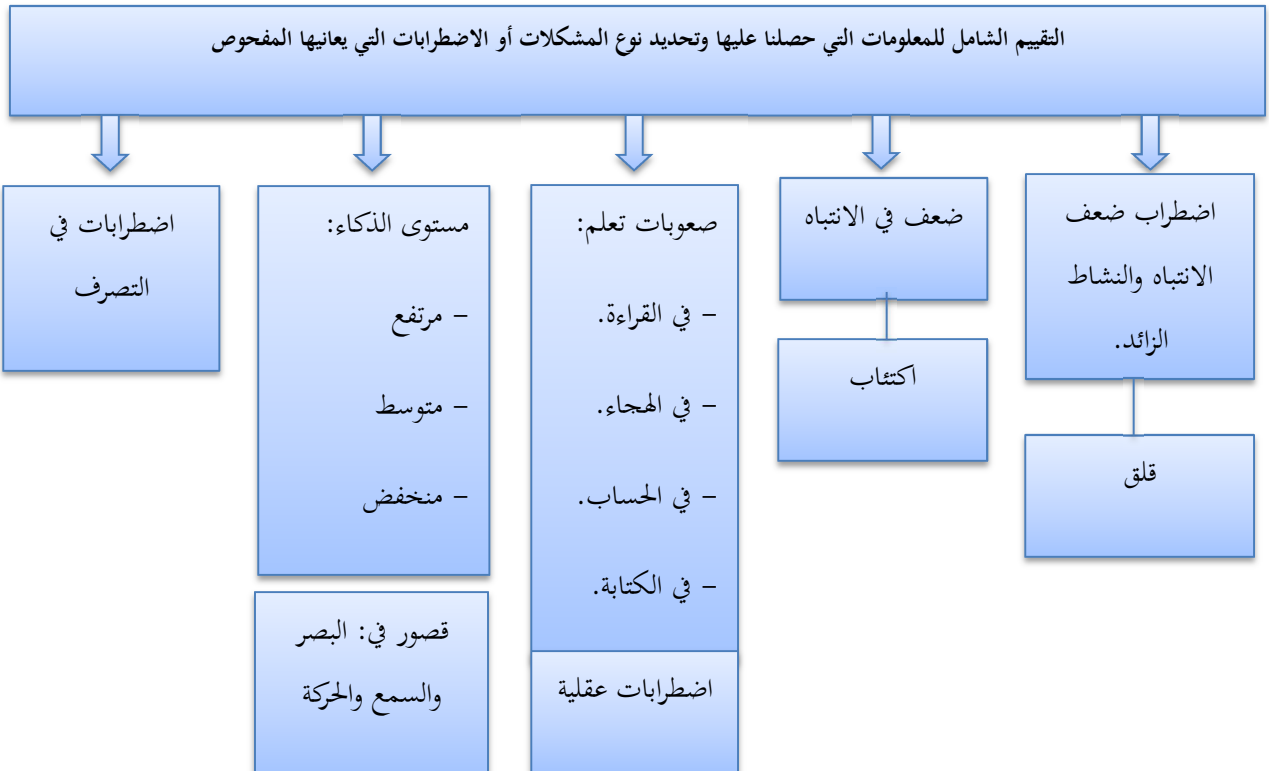 التقييم الشامل للمعلومات التي حصلنا عليها وتحديد نوع المشكلات أو الاضطرابات التي يعانيها المفحوص
اضطراب ضعف
الانتباه والنشاط
الزائد.
قلق
ضعف في الانتباه
اكتئاب
صعوبات تعلم:
– في القراءة.
– في الهجاء.
– في الحساب.
– في الكتابة.
اضطرابات عقلية
مستوى الذكاء:
– مرتفع
– متوسط
– منخفض
قصور في: البصر
والسمع والحركة
اضطرابات في
التصرف